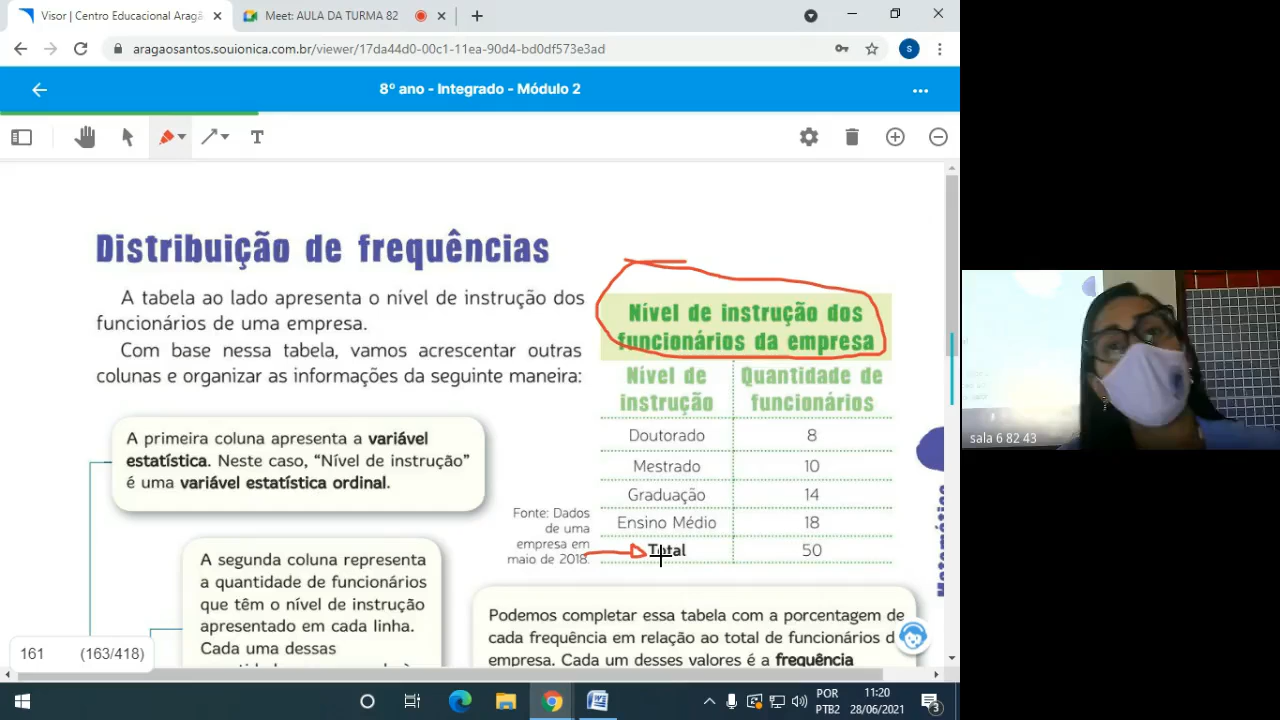 Visor | Centro Educacional Aragã
Meet: AULA DA TURMA 82
aragaosantos.souionica.com.br/viewer/17da44d0-00c1-11ea-90d4-bd0df573e3ad
S
8º ano - Integrado - Módulo 2
T
Distribuição de frequências
A tabela ao lado apresenta o nível de instrução dos
funcionários de uma empresa.
Com base nessa tabela, vamos acrescentar outras
colunas e organizar as informações da seguinte maneira:
A primeira coluna apresenta a variável
estatística. Neste caso, “Nível de instrução”
é uma variável estatística ordinal.
A segunda coluna representa
a quantidade de funcionários
que têm o nível de instrução
apresentado em cada linha.
Cada uma dessas
Nível de instrução dos
funcionários da empresa
Nível de instrução Quantidade de funcionários
Doutorado 8
Mestrado 10
Graduação 14
Ensino Médio 18
Total 50
Fonte: Dados
de uma
empresa em
maio de 2018.
Podemos completar essa tabela com a porcentagem de
cada frequência em relação ao total de funcionários d
empresa. Cada um desses valores é a frequência
161 (163/418)
sala 6 82 43
POR
PTB2
11:20
28/06/2021
3